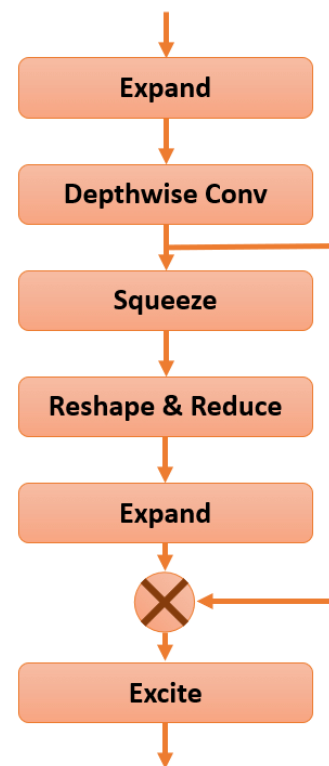 Expand
Depthwise Conv
Squeeze
Reshape & Reduce
Expand
Excite